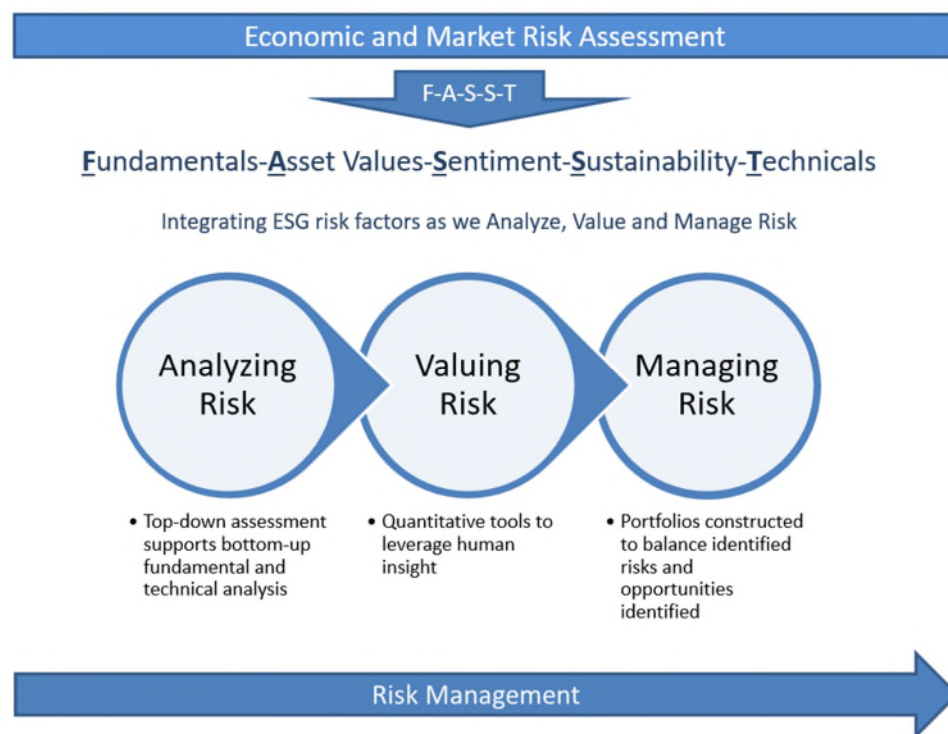 Economic and Market Risk Assessment
F-A-S-S-T
Fundamentals-Asset Values-Sentiment-Sustainability-Technicals
Integrating ESG risk factors as we Analyze, Value and Manage Risk
Analyzing
Risk
Valuing
Risk
Managing
Risk
• Top-down assessment
supports bottom-up
fundamental and
technical analysis
• Quantitative tools to
leverage human
insight
• Portfolios constructed
to balance identified
risks and
opportunities
identified
Risk Management